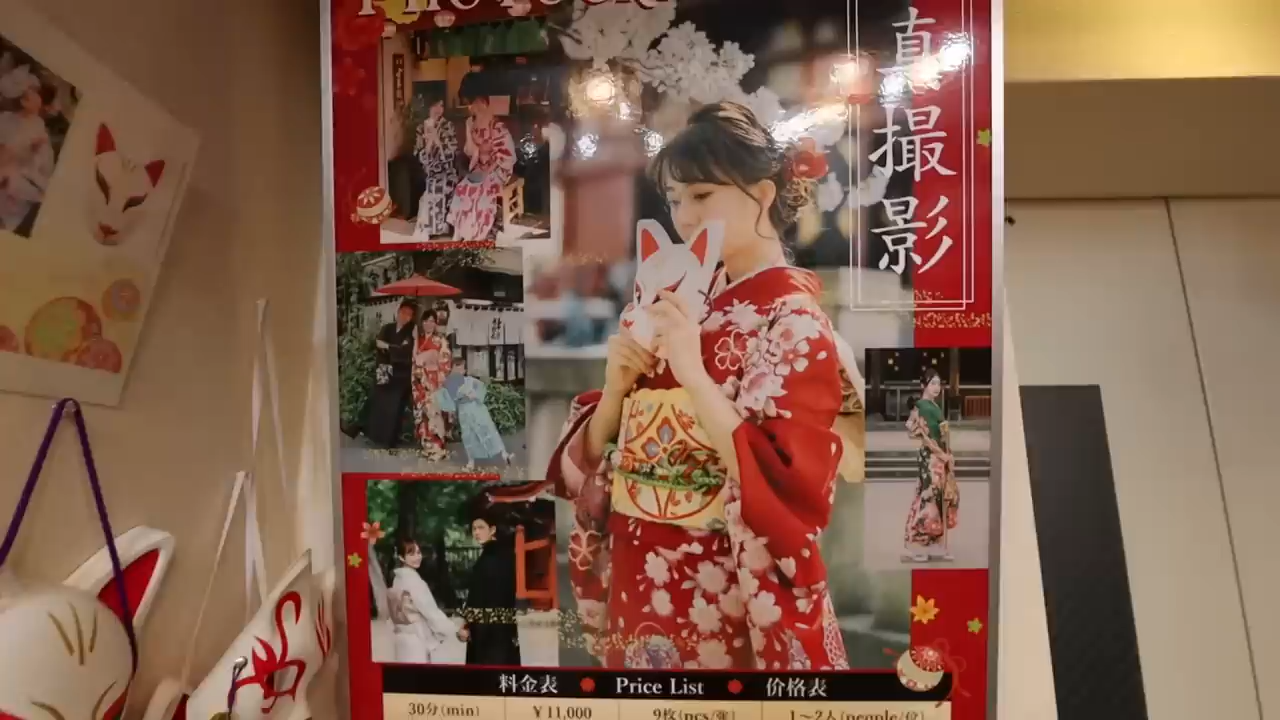 真
撮
影
料金表 Price List 价格表
30分(min) ￥11,000 9枚(pcs/张) 1～2人(people/位)